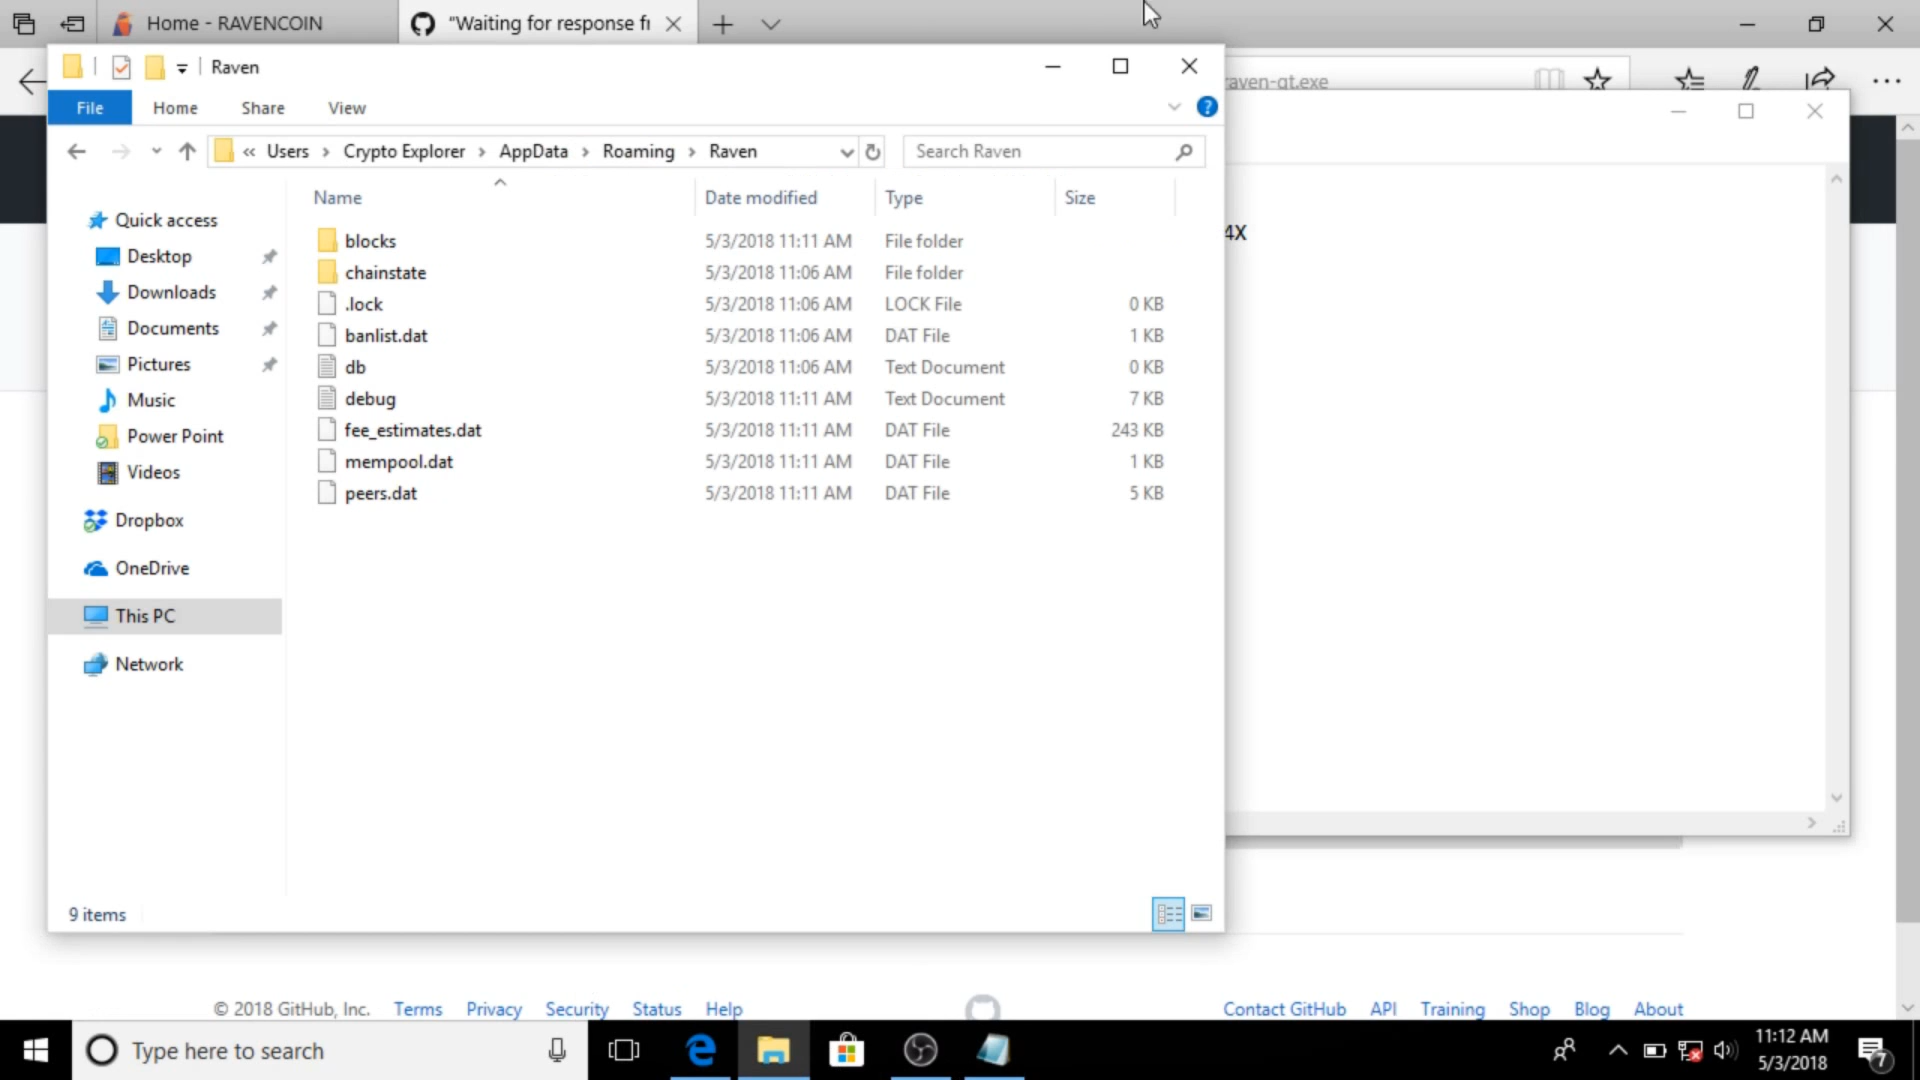 Home - RAVENCOIN
"Waiting for response fr
Raven
raven-qt.exe
File Home Share View
« Users > Crypto Explorer > AppData > Roaming > Raven
Search Raven
Name Date modified Type Size
4X
Quick access
Desktop
Downloads
Documents
Pictures
Music
Power Point
Videos
Dropbox
OneDrive
This PC
Network
blocks 5/3/2018 11:11 AM File folder
chainstate 5/3/2018 11:06 AM File folder
.lock 5/3/2018 11:06 AM LOCK File 0 KB
banlist.dat 5/3/2018 11:06 AM DAT File 1 KB
db 5/3/2018 11:06 AM Text Document 0 KB
debug 5/3/2018 11:11 AM Text Document 7 KB
fee_estimates.dat 5/3/2018 11:11 AM DAT File 243 KB
mempool.dat 5/3/2018 11:11 AM DAT File 1 KB
peers.dat 5/3/2018 11:11 AM DAT File 5 KB
9 items
© 2018 GitHub, Inc. Terms Privacy Security Status Help
Contact GitHub API Training Shop Blog About
Type here to search
11:12 AM
5/3/2018
7